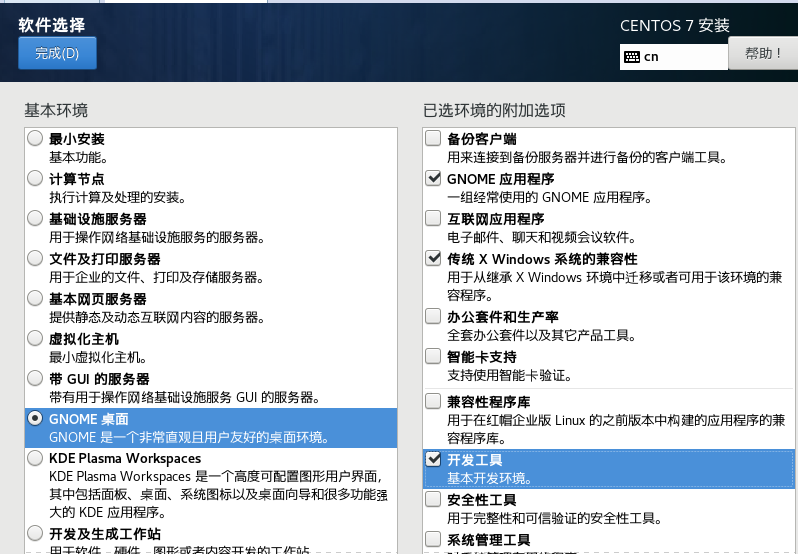 软件选择
CENTOS 7 安装
完成(D)
cn
帮助！
基本环境
已选环境的附加选项
最小安装
基本功能。
计算节点
执行计算及处理的安装。
基础设施服务器
用于操作网络基础设施服务的服务器。
文件及打印服务器
用于企业的文件、打印及存储服务器。
基本网页服务器
提供静态及动态互联网内容的服务器。
虚拟化主机
最小虚拟化主机。
带 GUI 的服务器
带有用于操作网络基础设施服务 GUI 的服务器。
GNOME 桌面
GNOME 是一个非常直观且用户友好的桌面环境。
KDE Plasma Workspaces
KDE Plasma Workspaces 是一个高度可配置图形用户界面，
其中包括面板、桌面、系统图标以及桌面向导和很多功能强
大的 KDE 应用程序。
开发及生成工作站
用于软件、硬件、图形或者内容开发的工作站。
备份客户端
用来连接到备份服务器并进行备份的客户端工具。
GNOME 应用程序
一组经常使用的 GNOME 应用程序。
互联网应用程序
电子邮件、聊天和视频会议软件。
传统 X Windows 系统的兼容性
用于从继承 X Windows 环境中迁移或者可用于该环境的兼
容程序。
办公套件和生产率
全套办公套件以及其它产品工具。
智能卡支持
支持使用智能卡验证。
兼容性程序库
用于在红帽企业版 Linux 的之前版本中构建的应用程序的兼
容程序库。
开发工具
基本开发环境。
安全性工具
用于完整性和可信验证的安全性工具。
系统管理工具